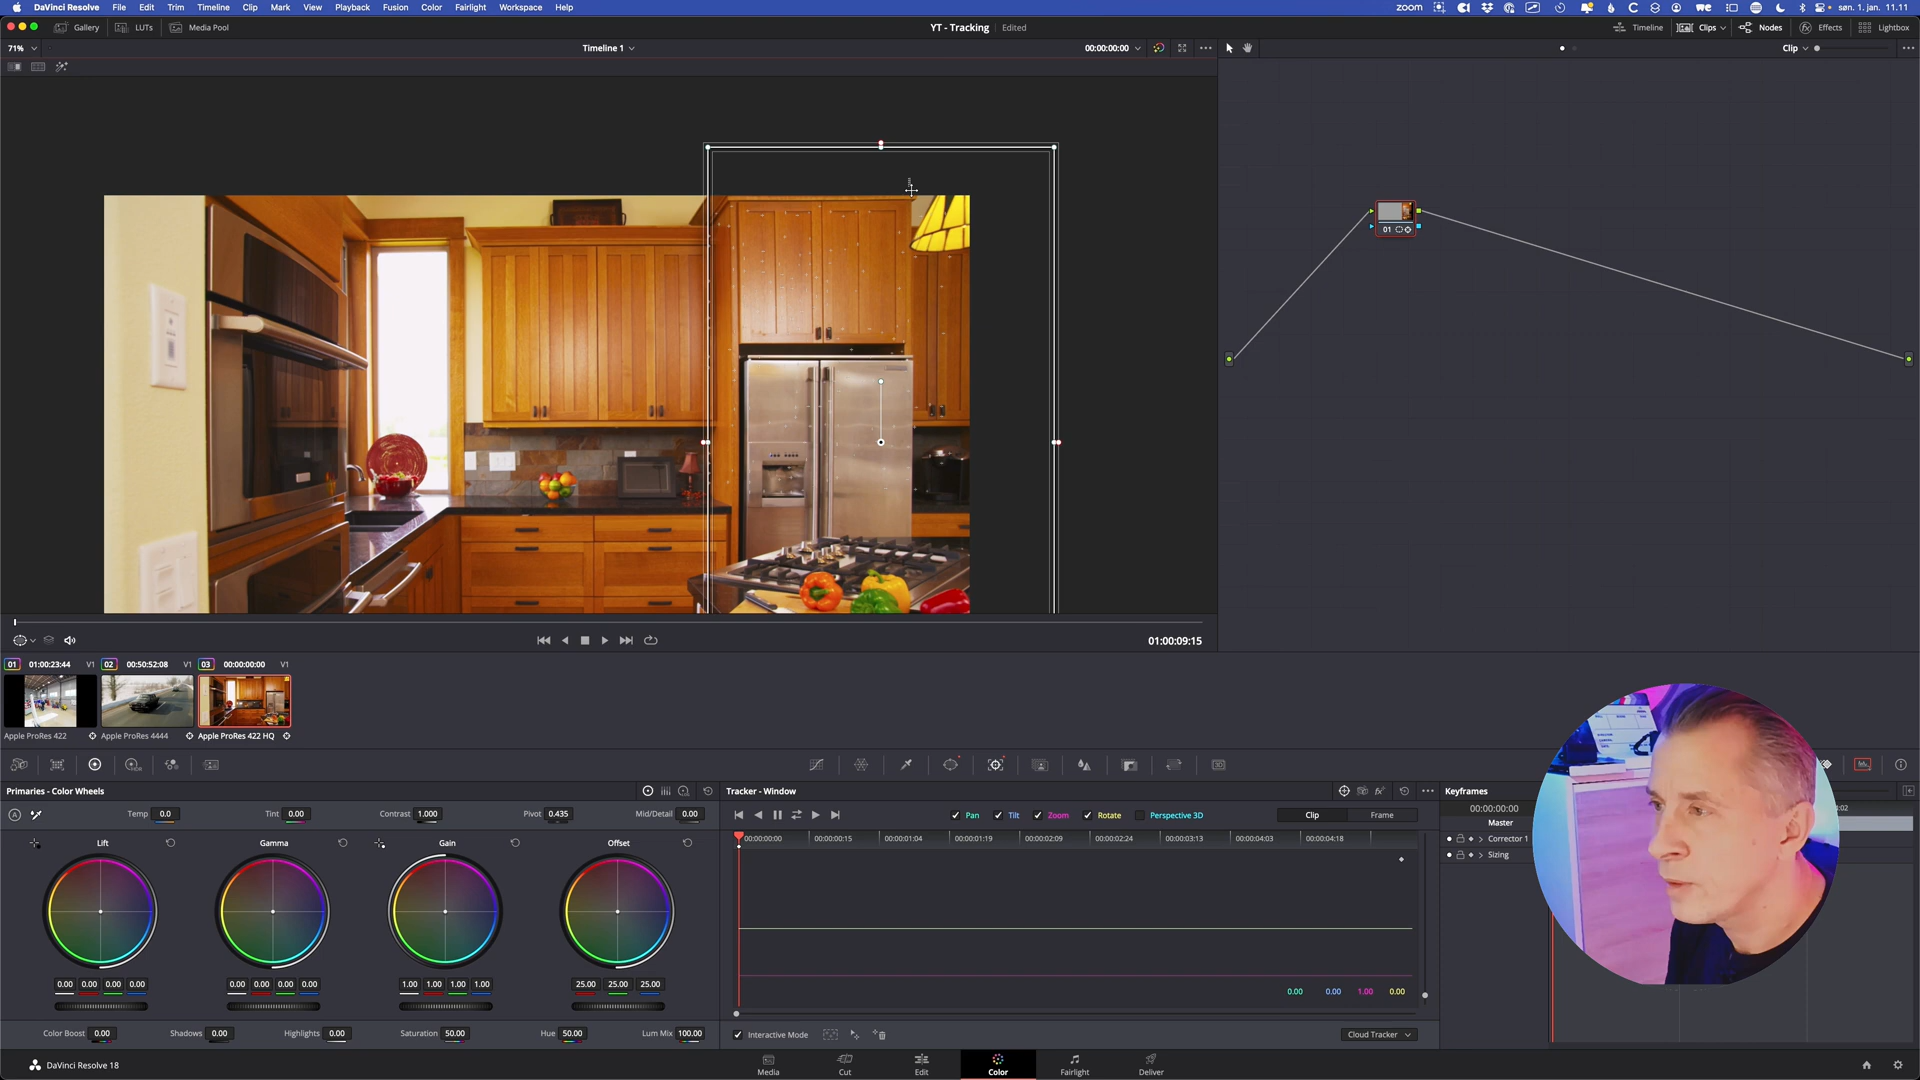 DaVinci Resolve File Edit Trim Timeline Clip Mark View Playback Fusion Color Fairlight Workspace Help zoom søn. 1. jan. 11.11
Gallery LUTs Media Pool YT - Tracking Edited Timeline Clips Nodes Effects Lightbox
71% Timeline 1 00:00:00:00 Clip
01
01:00:09:15
01 01:00:23:44 V1 02 00:50:52:08 V1 03 00:00:00:00 V1
Apple ProRes 422 Apple ProRes 4444 Apple ProRes 422 HQ
Primaries - Color Wheels Tracker - Window Keyframes
Temp 0.0 Tint 0.00 Contrast 1.000 Pivot 0.435 Mid/Detail 0.00 Pan Tilt Zoom Rotate Perspective 3D Clip Frame 00:00:00:00
Master
Lift Gamma Gain Offset 00:00:00:00 00:00:00:15 00:00:01:04 00:00:01:19 00:00:02:09 00:00:02:24 00:00:03:13 00:00:04:03 00:00:04:18 Corrector 1
Sizing
0.00 0.00 0.00 0.00 0.00 0.00 0.00 0.00 1.00 1.00 1.00 1.00 25.00 25.00 25.00 0.00 0.00 1.00 0.00
Color Boost 0.00 Shadows 0.00 Highlights 0.00 Saturation 50.00 Hue 50.00 Lum Mix 100.00 Interactive Mode Cloud Tracker
DaVinci Resolve 18 Media Cut Edit Color Fairlight Deliver